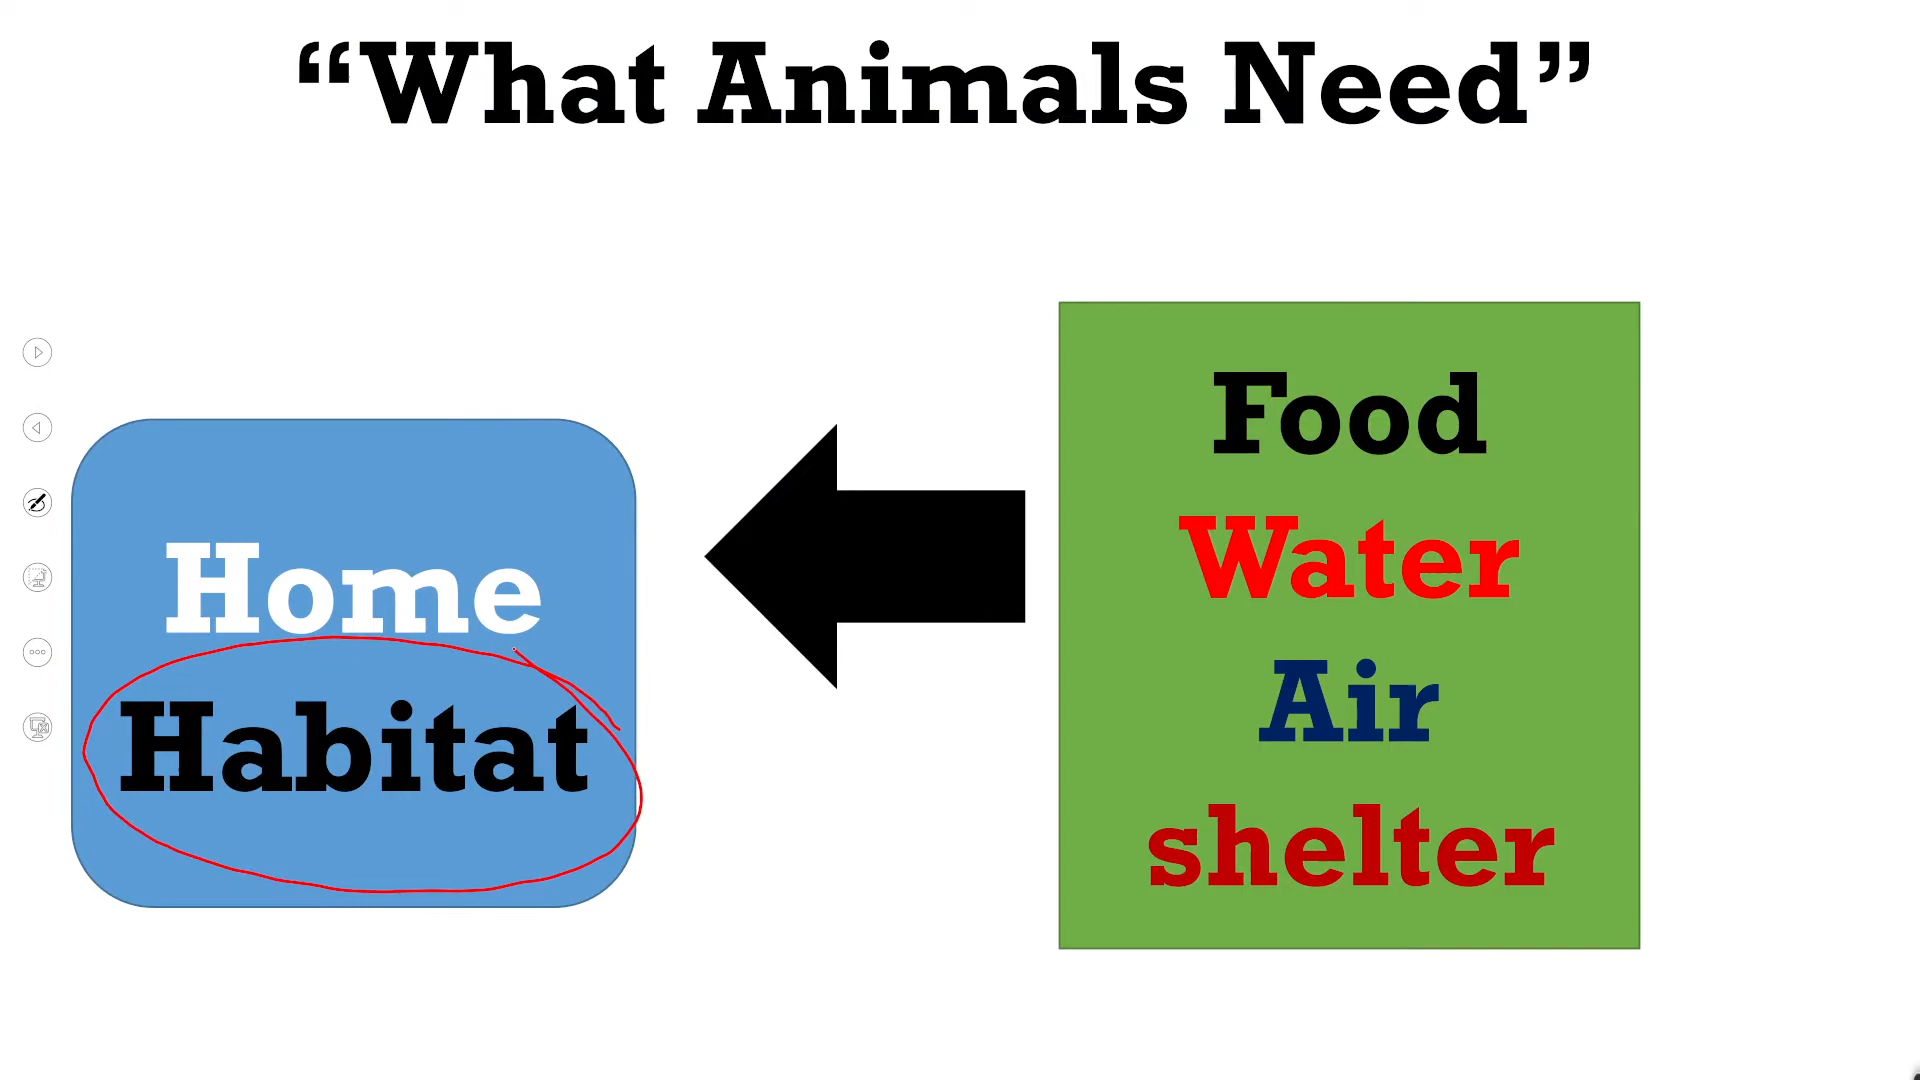 “What Animals Need”
Home
Habitat
Food
Water
Air
shelter